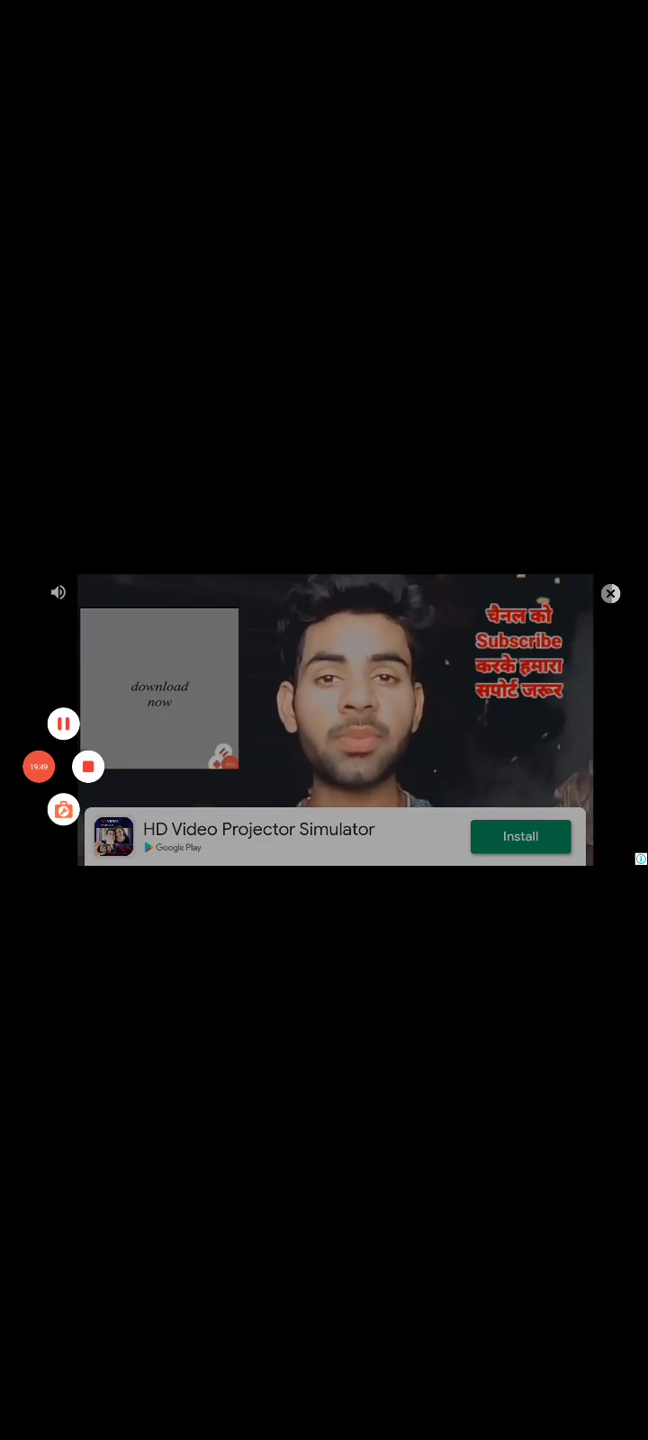 चैनल को
Subscribe
करके हमारा
सपोर्ट जरूर
download
now
19:49
HD Video Projector Simulator
Google Play
Install